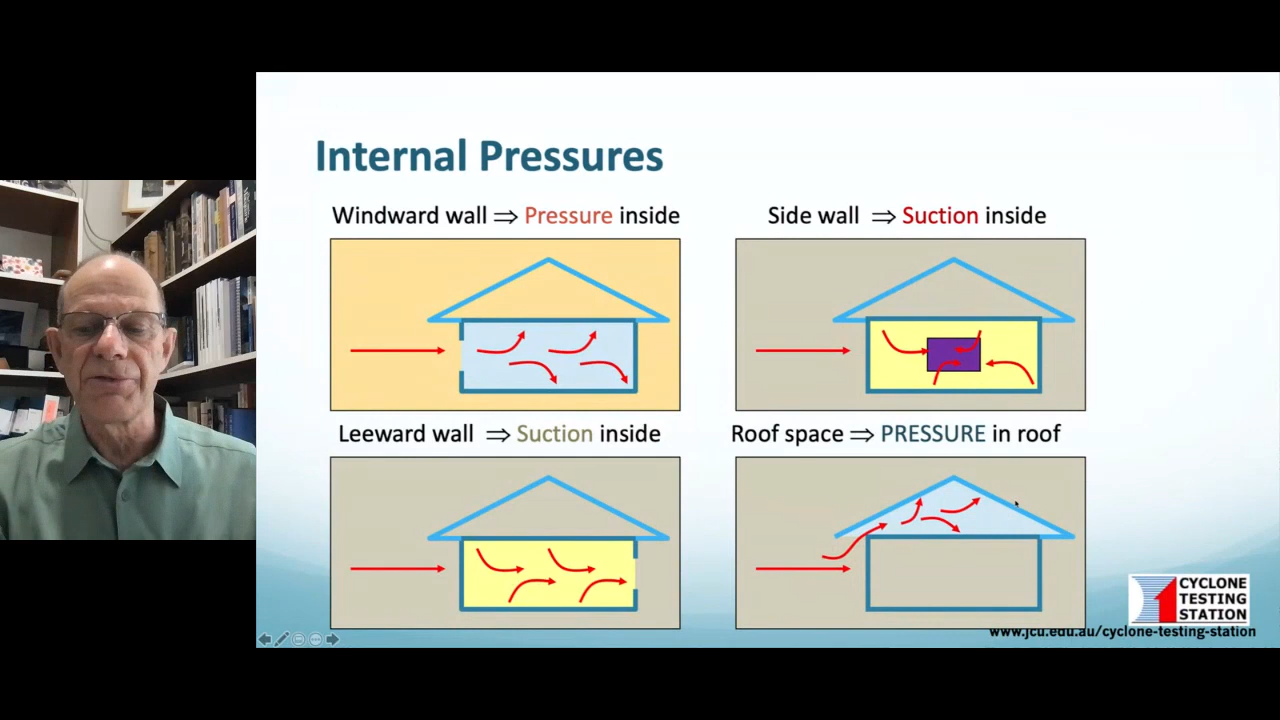 Internal Pressures
Windward wall ⇒ Pressure inside
Side wall ⇒ Suction inside
Leeward wall ⇒ Suction inside
Roof space ⇒ PRESSURE in roof
CYCLONE
TESTING
STATION
www.jcu.edu.au/cyclone-testing-station